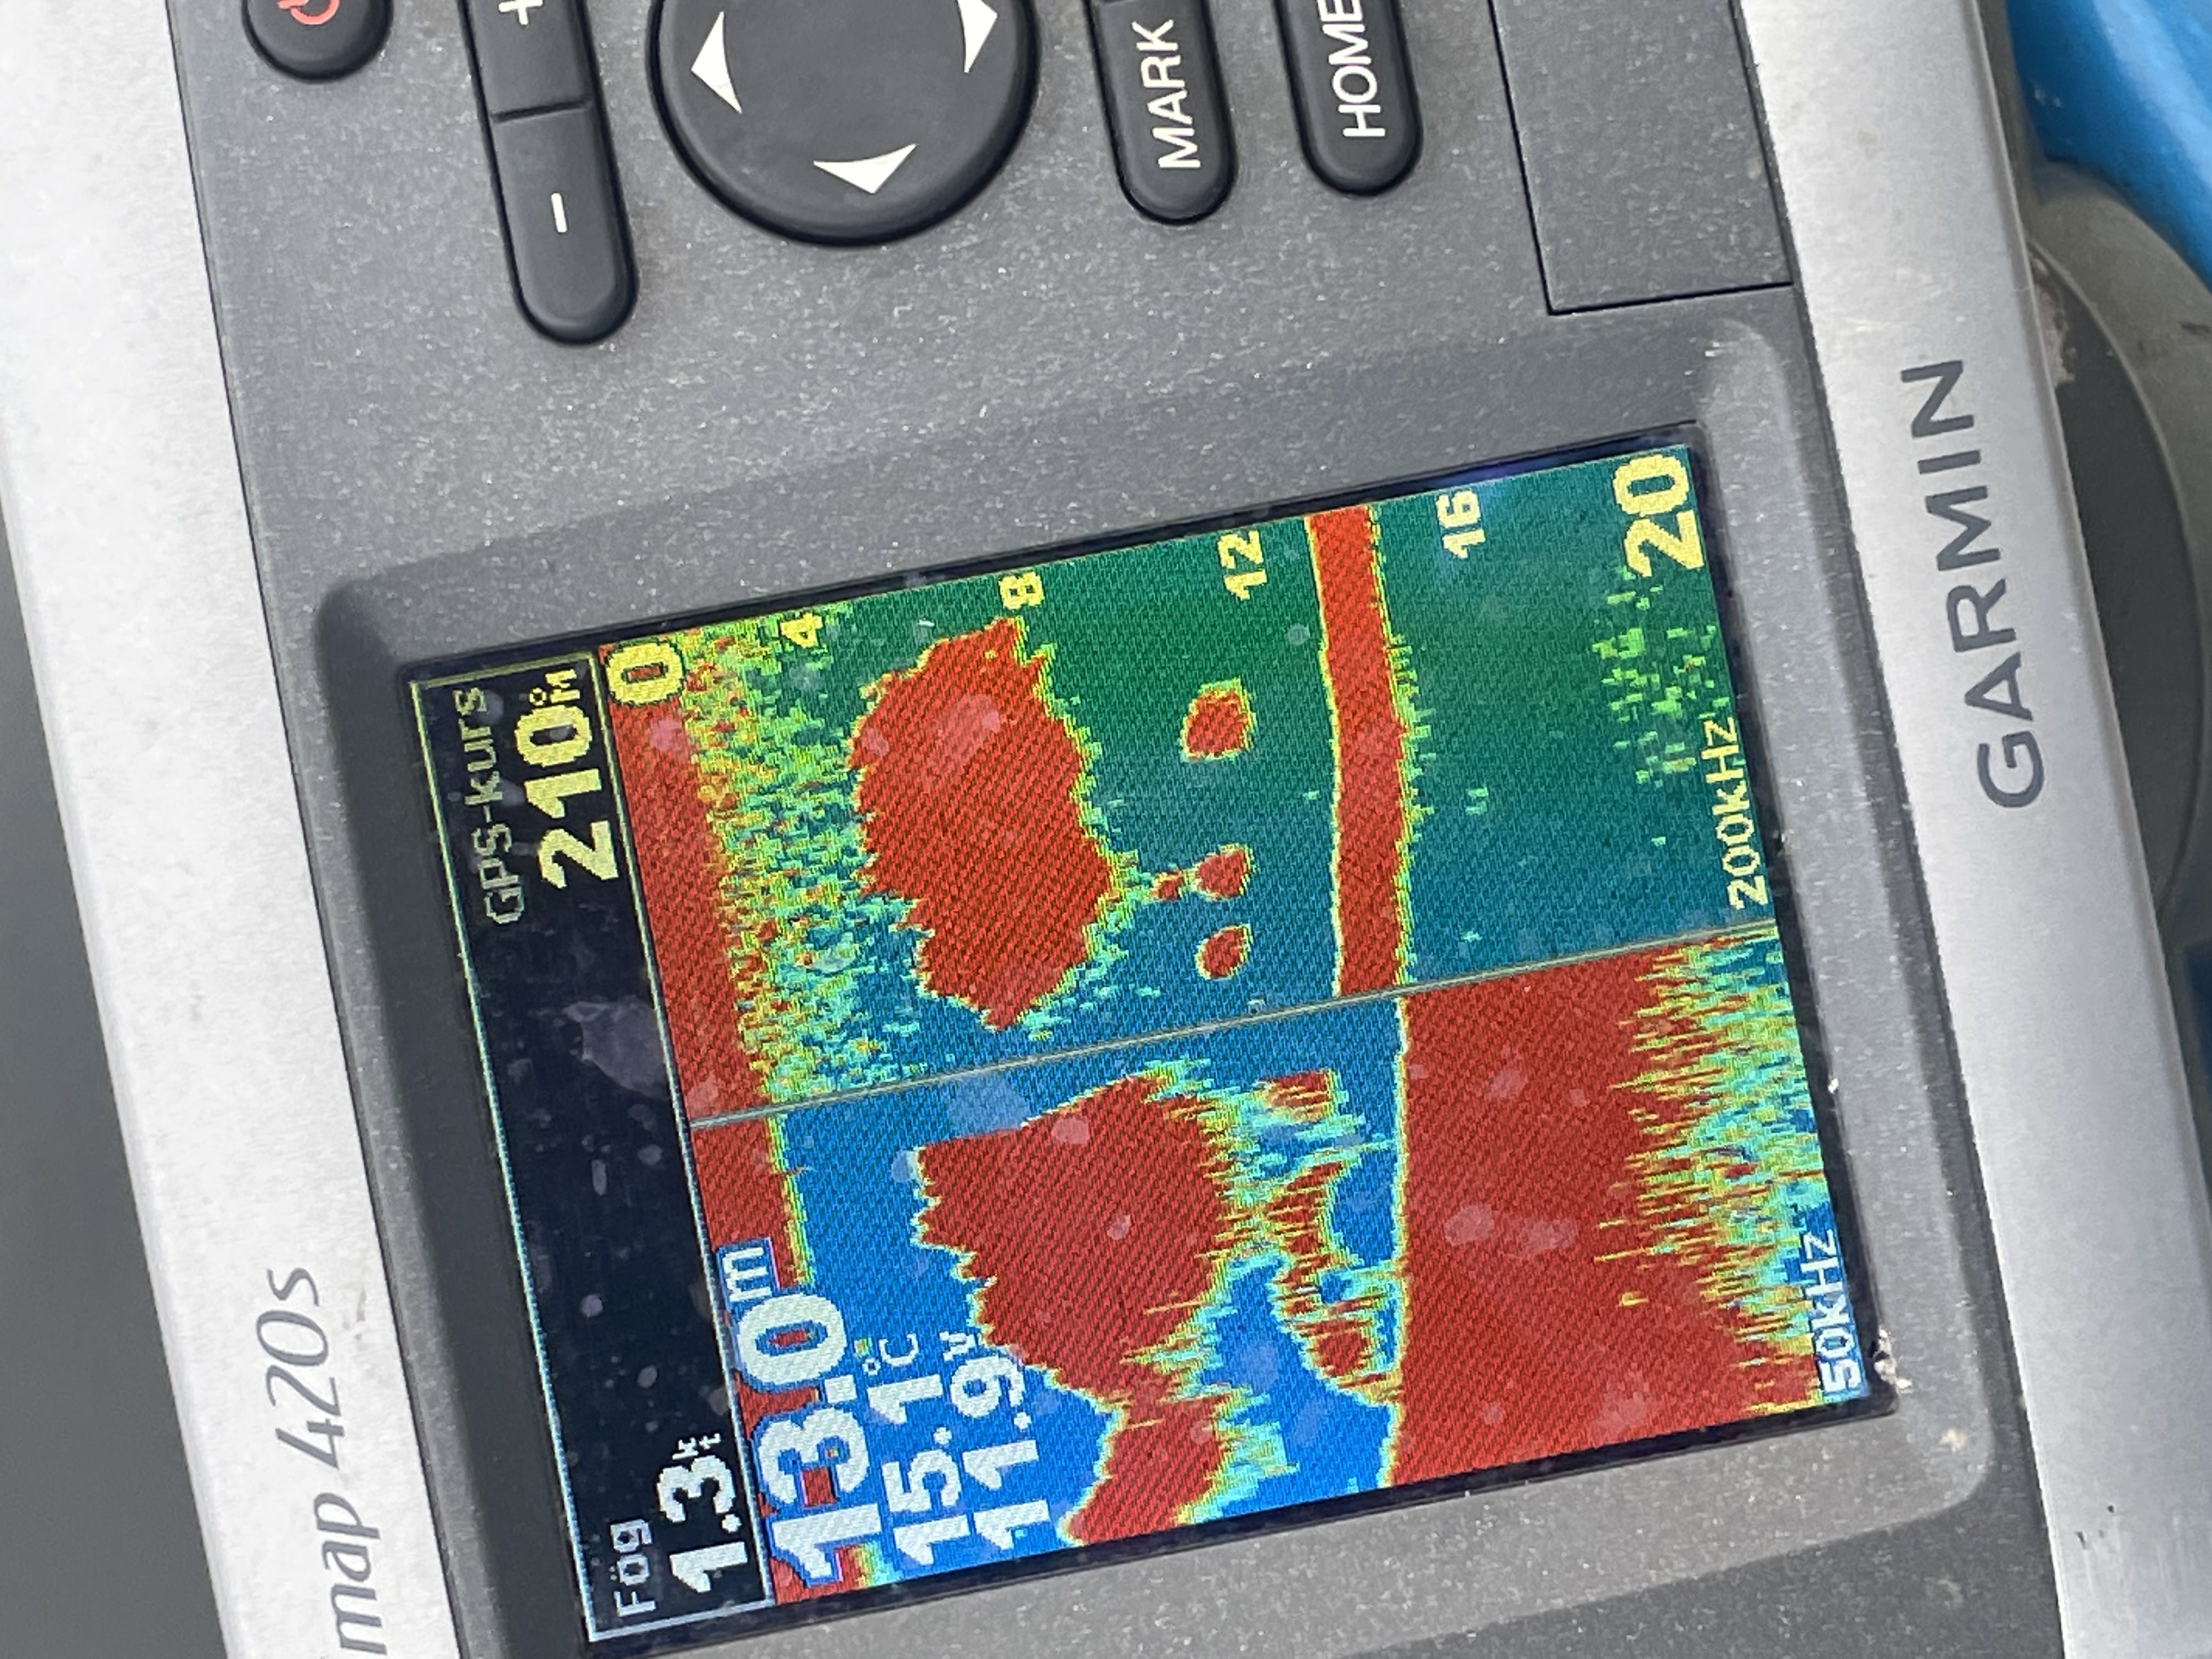 map 420s
GPS-kurs
210°M
Fög
1.3kt
0
13.0m
4
15.1°C
11.9V
8
MARK
12
HOME
16
20
200kHz
50kHz
GARMIN